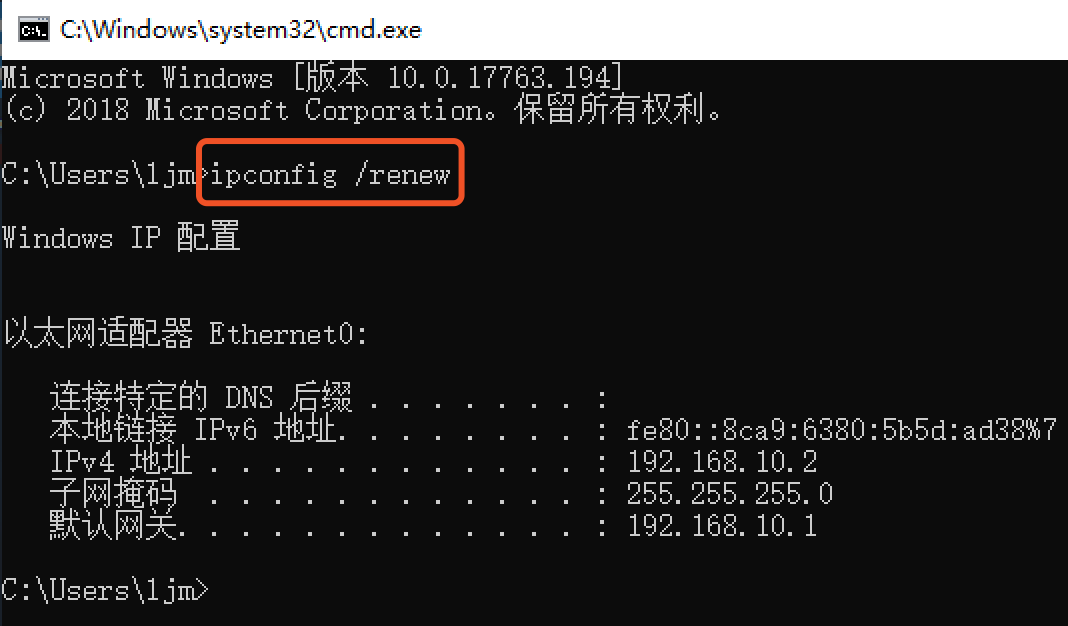 C:\Windows\system32\cmd.exe
Microsoft Windows [版本 10.0.17763.194]
(c) 2018 Microsoft Corporation。保留所有权利。
C:\Users\ljm>ipconfig /renew
Windows IP 配置
以太网适配器 Ethernet0:
连接特定的 DNS 后缀 . . . . . . . :
本地链接 IPv6 地址. . . . . . . . : fe80::8ca9:6380:5b5d:ad38%7
IPv4 地址 . . . . . . . . . . . . : 192.168.10.2
子网掩码 . . . . . . . . . . . . : 255.255.255.0
默认网关. . . . . . . . . . . . . : 192.168.10.1
C:\Users\ljm>